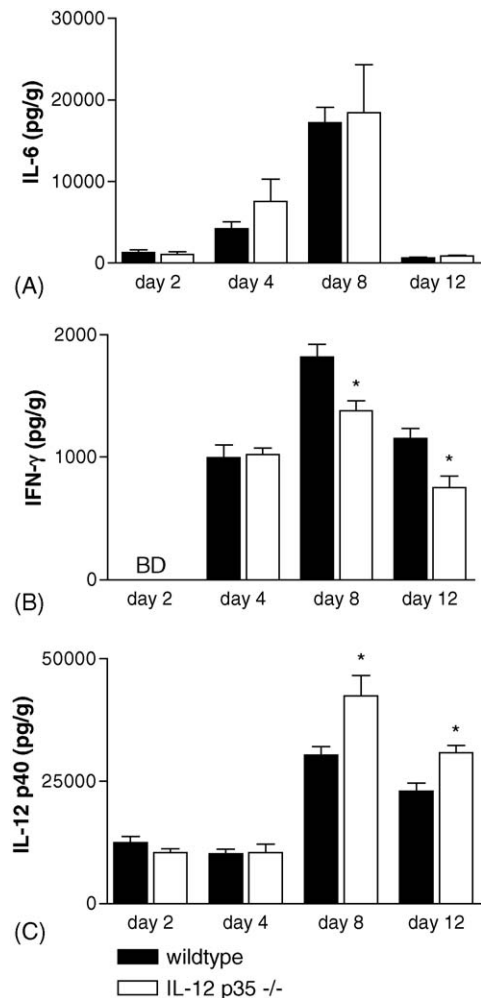 30000
20000
10000
0
IL-6 (pg/g)
day 2 day 4 day 8 day 12
(A)
2000
1000
0
IFN-γ (pg/g)
BD
* *
day 2 day 4 day 8 day 12
(B)
50000
25000
0
IL-12 p40 (pg/g)
* *
day 2 day 4 day 8 day 12
(C)
wildtype
IL-12 p35 -/-